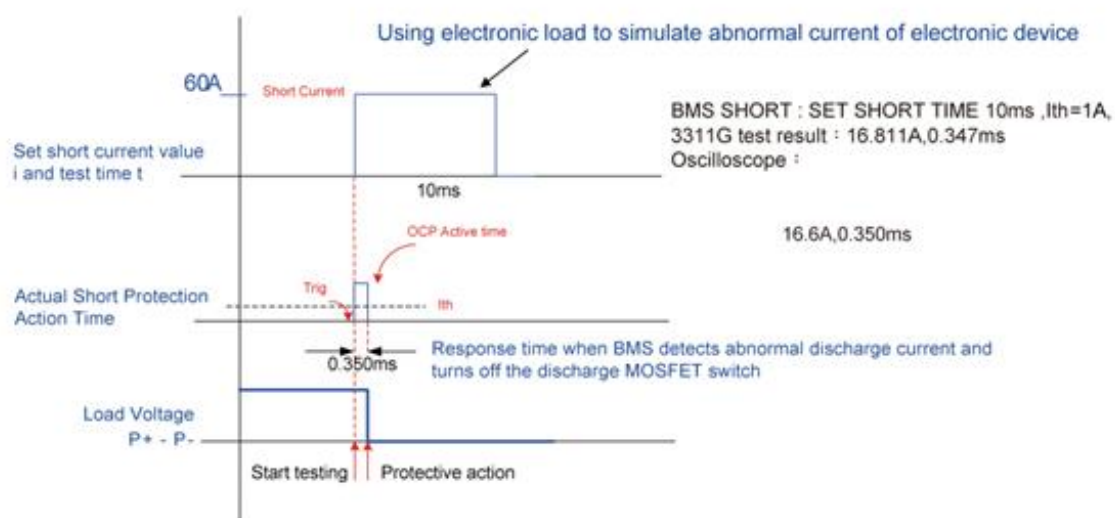 Using electronic load to simulate abnormal current of electronic device
60A
Short Current
BMS SHORT : SET SHORT TIME 10ms ,Ith=1A,
3311G test result：16.811A,0.347ms
Oscilloscope：
Set short current value
i and test time t
10ms
16.6A,0.350ms
OCP Active time
Trig
Ith
Actual Short Protection
Action Time
0.350ms
Response time when BMS detects abnormal discharge current and
turns off the discharge MOSFET switch
Load Voltage
P+ - P-
Start testing
Protective action